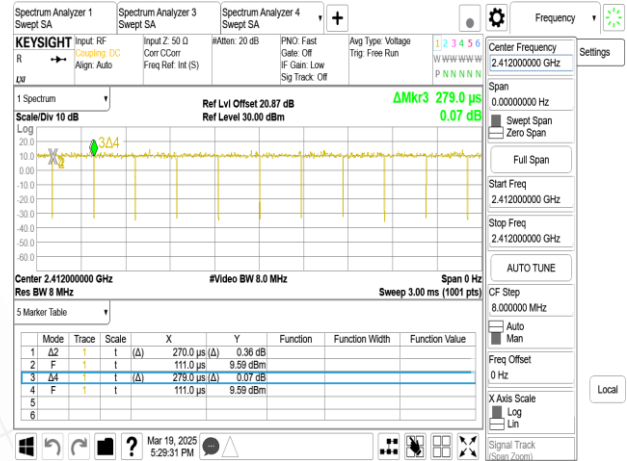 Spectrum Analyzer 1
Swept SA
Spectrum Analyzer 3
Swept SA
Spectrum Analyzer 4
Swept SA
+
Frequency
KEYSIGHT
R
Input: RF
Coupling: DC
Align: Auto
Input Z: 50 Ω
Corr CCorr
Freq Ref: Int (S)
#Atten: 20 dB
PNO: Fast
Gate: Off
IF Gain: Low
Sig Track: Off
Avg Type: Voltage
Trig: Free Run
1 2 3 4 5 6
W W W W W W
P N N N N N
1 Spectrum
Scale/Div 10 dB
Ref Lvl Offset 20.87 dB
Ref Level 30.00 dBm
ΔMkr3 279.0 µs
0.07 dB
Log
20.0
10.0
0.00
-10.0
-20.0
-30.0
-40.0
-50.0
-60.0
3Δ4
Center 2.412000000 GHz
Res BW 8 MHz
#Video BW 8.0 MHz
Span 0 Hz
Sweep 3.00 ms (1001 pts)
5 Marker Table
Mode Trace Scale X Y Function Function Width Function Value
1 Δ2 1 t (Δ) 270.0 µs (Δ) 0.36 dB
2 F 1 t 111.0 µs 9.59 dBm
3 Δ4 1 t (Δ) 279.0 µs (Δ) 0.07 dB
4 F 1 t 111.0 µs 9.59 dBm
5
6
?
Mar 19, 2025
5:29:31 PM
Center Frequency
2.412000000 GHz
Settings
Span
0.00000000 Hz
Swept Span
Zero Span
Full Span
Start Freq
2.412000000 GHz
Stop Freq
2.412000000 GHz
AUTO TUNE
CF Step
8.000000 MHz
Auto
Man
Freq Offset
0 Hz
X Axis Scale
Log
Lin
Local
Signal Track
(Span Zoom)